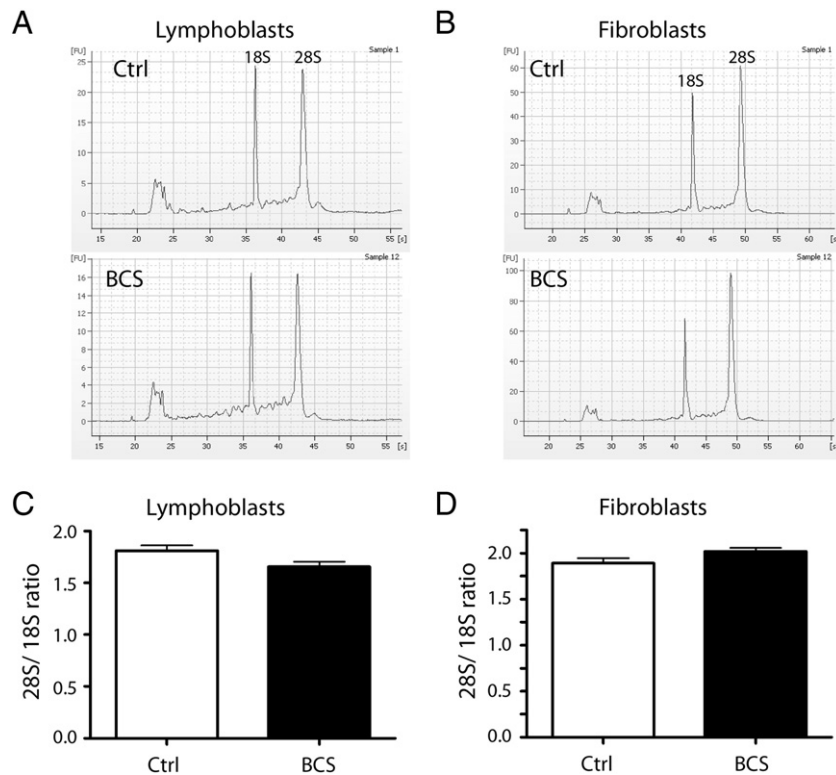 A
Lymphoblasts
[FU]
Sample 1
Ctrl
18S
28S
25
20
15
10
5
0
15 20 25 30 35 40 45 50 55 [s]
[FU]
Sample 12
BCS
16
14
12
10
8
6
4
2
0
15 20 25 30 35 40 45 50 55 [s]
B
Fibroblasts
[FU]
Sample 1
Ctrl
18S
28S
60
50
40
30
20
10
0
20 25 30 35 40 45 50 55 60 [s]
[FU]
Sample 12
BCS
100
80
60
40
20
0
20 25 30 35 40 45 50 55 60 65 [s]
C
Lymphoblasts
28S/ 18S ratio
2.0
1.5
1.0
0.5
0.0
Ctrl BCS
D
Fibroblasts
28S/ 18S ratio
2.0
1.2
1.0
0.5
0.0
Ctrl BCS